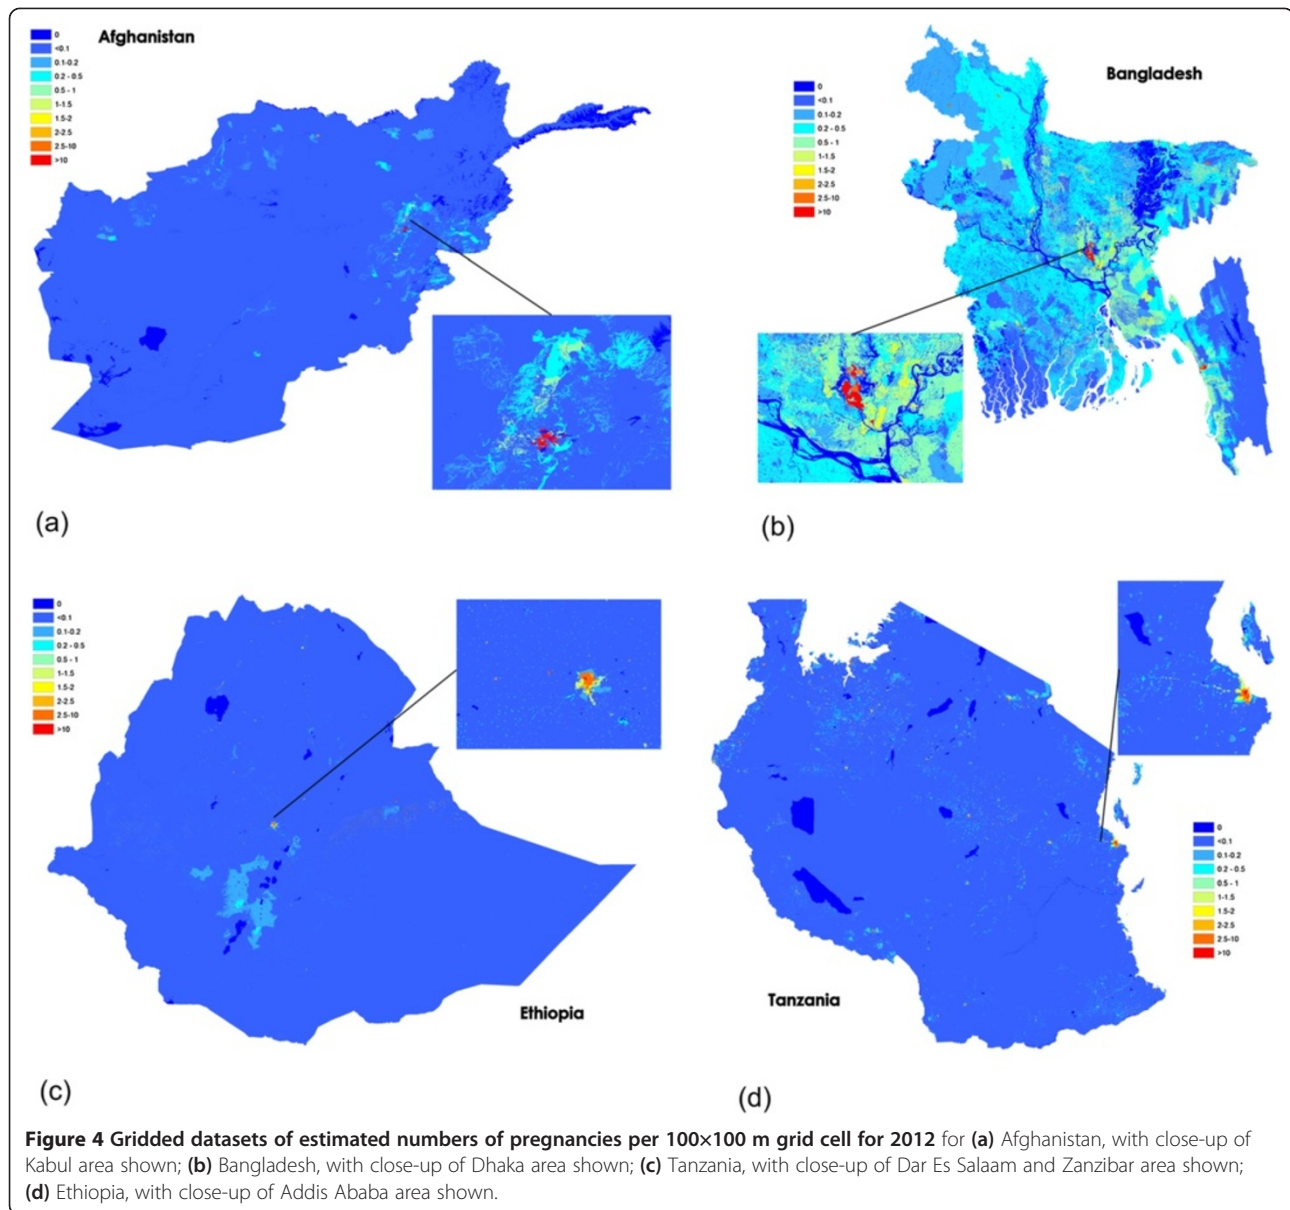 Afghanistan
0
<0.1
0.1-0.2
0.2 - 0.5
0.5 - 1
1-1.5
1.5-2
2-2.5
2.5-10
>10
(a)
Bangladesh
0
<0.1
0.1-0.2
0.2 - 0.5
0.5 - 1
1-1.5
1.5-2
2-2.5
2.5-10
>10
(b)
0
<0.1
0.1-0.2
0.2 - 0.5
0.5 - 1
1-1.5
1.5-2
2-2.5
2.5-10
>10
Ethiopia
(c)
0
<0.1
0.1-0.2
0.2 - 0.5
0.5 - 1
1-1.5
1.5-2
2-2.5
2.5-10
>10
Tanzania
(d)
Figure 4 Gridded datasets of estimated numbers of pregnancies per 100×100 m grid cell for 2012 for (a) Afghanistan, with close-up of
Kabul area shown; (b) Bangladesh, with close-up of Dhaka area shown; (c) Tanzania, with close-up of Dar Es Salaam and Zanzibar area shown;
(d) Ethiopia, with close-up of Addis Ababa area shown.